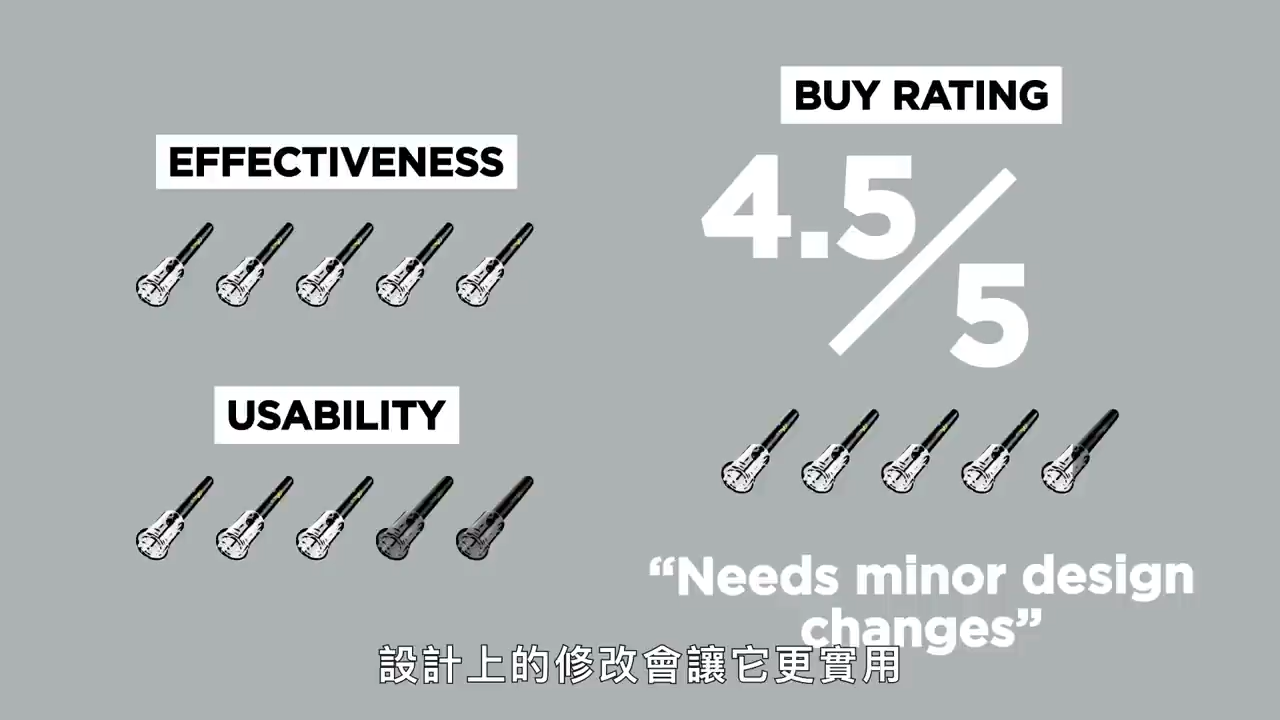 EFFECTIVENESS
USABILITY
BUY RATING
4.5/5
“Needs minor design
changes”
設計上的修改會讓它更實用